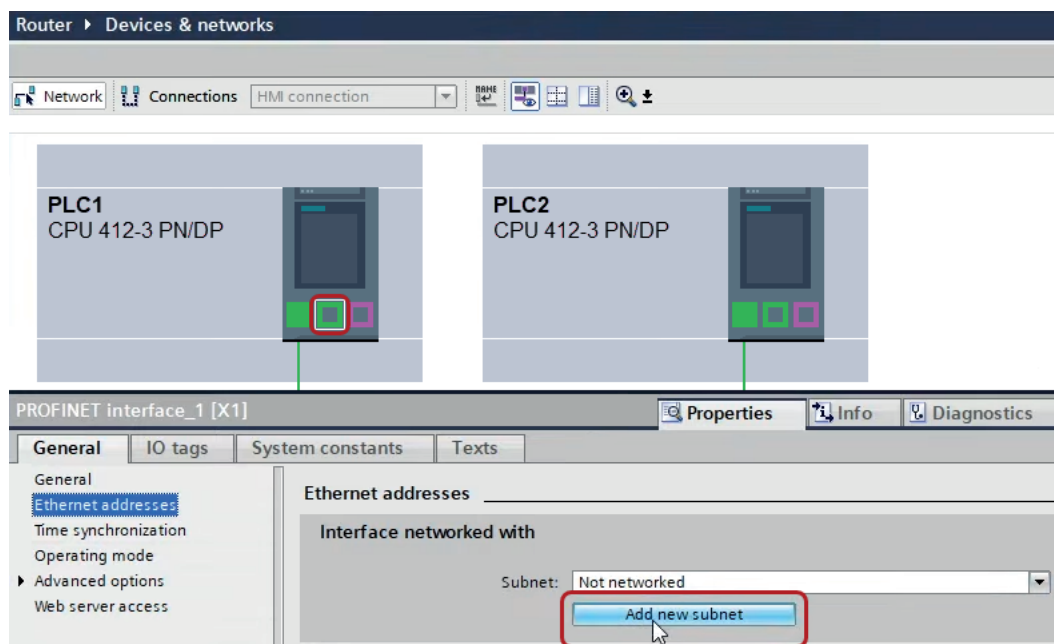 Router ▸ Devices & networks
Network Connections HMI connection NAME
PLC1
CPU 412-3 PN/DP
PLC2
CPU 412-3 PN/DP
PROFINET interface_1 [X1]
Properties Info Diagnostics
General IO tags System constants Texts
General
Ethernet addresses
Time synchronization
Operating mode
Advanced options
Web server access
Ethernet addresses
Interface networked with
Subnet: Not networked
Add new subnet